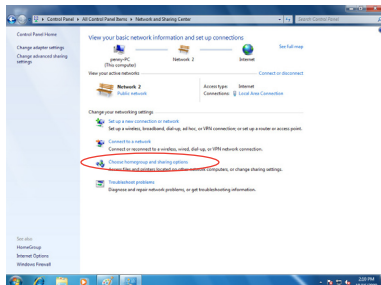 Control Panel ▸ All Control Panel Items ▸ Network and Sharing Center
Search Control Panel
Control Panel Home
Change adapter settings
Change advanced sharing
settings
View your basic network information and set up connections
See full map
penny-PC
(This computer)
Network 2
Internet
View your active networks
Connect or disconnect
Network 2
Public network
Access type: Internet
Connections: Local Area Connection
Change your networking settings
Set up a new connection or network
Set up a wireless, broadband, dial-up, ad hoc, or VPN connection; or set up a router or access point.
Connect to a network
Connect or reconnect to a wireless, wired, dial-up, or VPN network connection.
Choose homegroup and sharing options
Access files and printers located on other network computers, or change sharing settings.
Troubleshoot problems
Diagnose and repair network problems, or get troubleshooting information.
See also
HomeGroup
Internet Options
Windows Firewall
2:10 PM